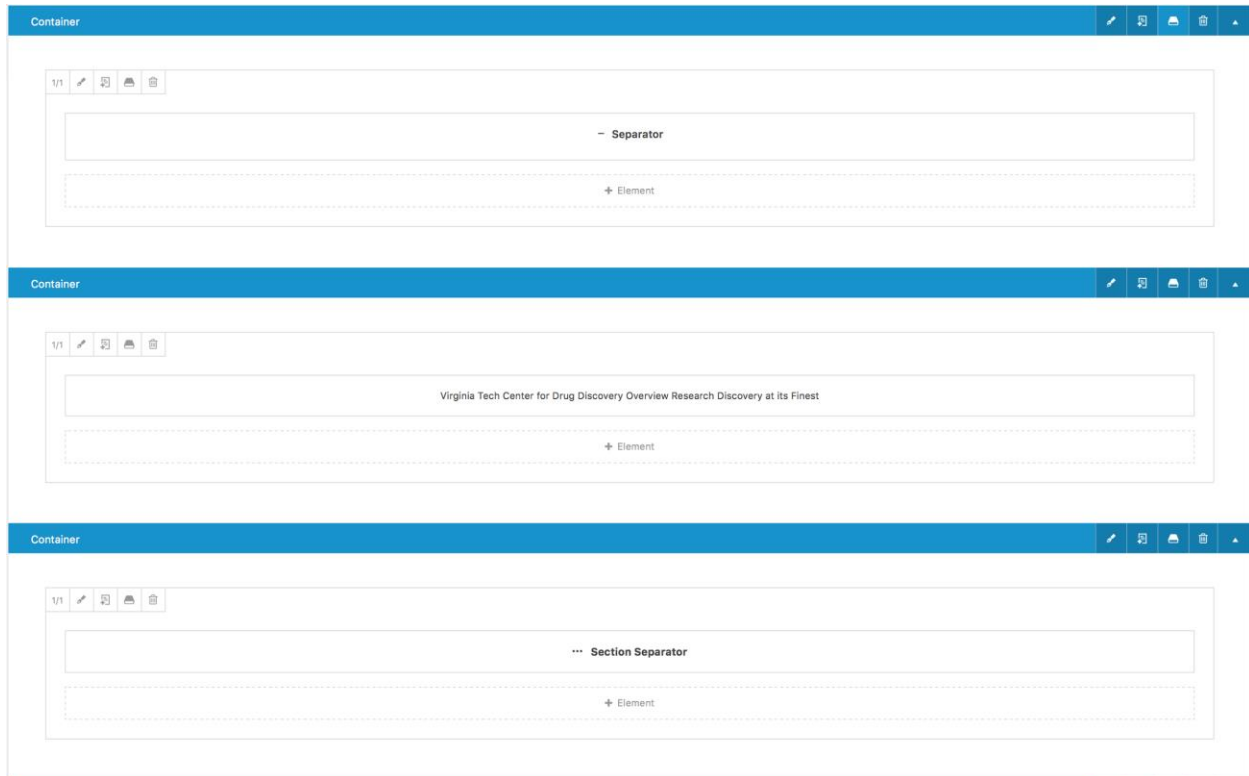 Container
1/1
– Separator
+ Element
Container
1/1
Virginia Tech Center for Drug Discovery Overview Research Discovery at its Finest
+ Element
Container
1/1
··· Section Separator
+ Element